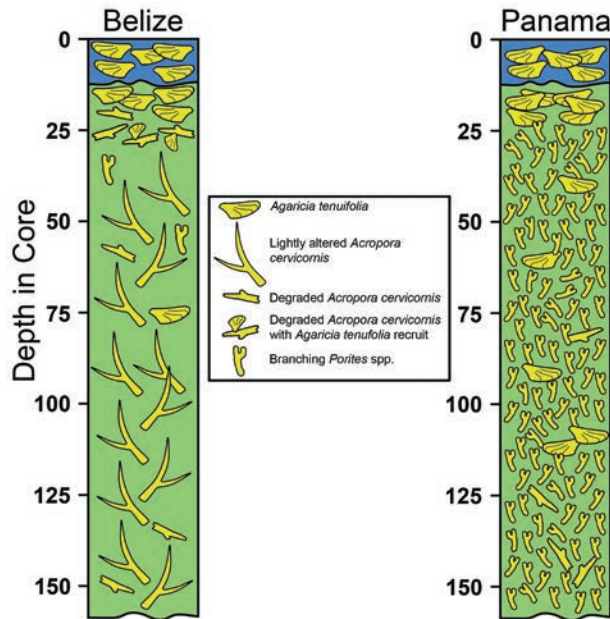 Belize
Panama
0
25
50
75
100
125
150
Depth in Core
Agaricia tenuifolia
Lightly altered Acropora
cervicornis
Degraded Acropora cervicornis
Degraded Acropora cervicornis
with Agaricia tenufolia recruit
Branching Porites spp.
0
25
50
75
100
125
150